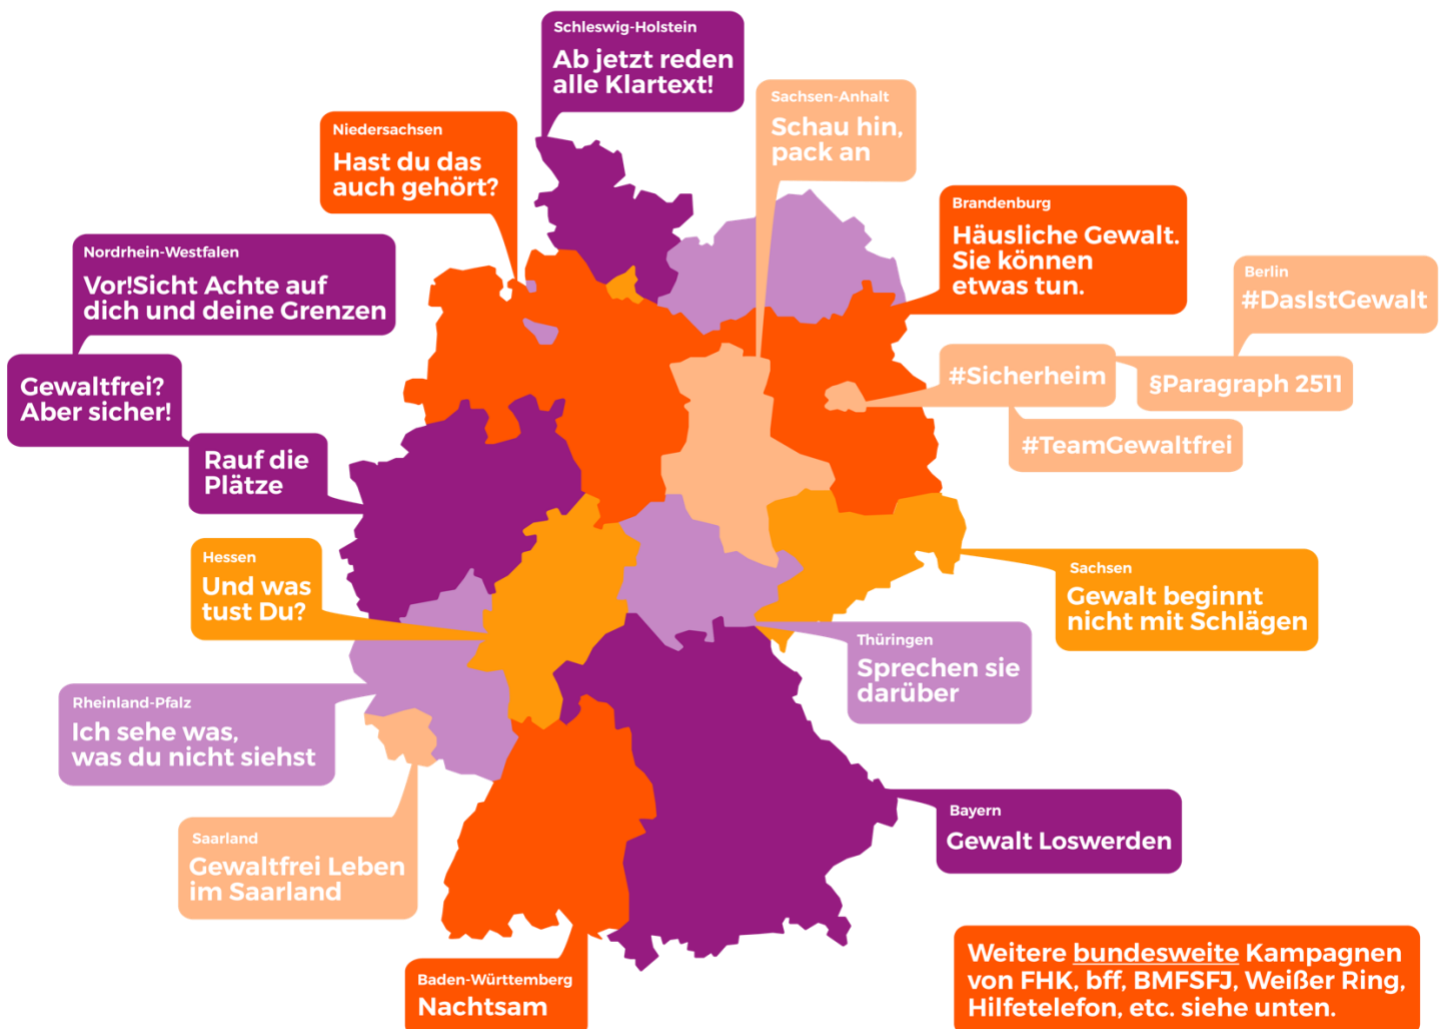 Schleswig-Holstein
Ab jetzt reden
alle Klartext!
Sachsen-Anhalt
Schau hin,
pack an
Niedersachsen
Hast du das
auch gehört?
Brandenburg
Häusliche Gewalt.
Sie können
etwas tun.
Nordrhein-Westfalen
Vor!Sicht Achte auf
dich und deine Grenzen
Berlin
#DasIstGewalt
Gewaltfrei?
Aber sicher!
#Sicherheim
§Paragraph 2511
Rauf die
Plätze
#TeamGewaltfrei
Hessen
Und was
tust Du?
Sachsen
Gewalt beginnt
nicht mit Schlägen
Thüringen
Sprechen sie
darüber
Rheinland-Pfalz
Ich sehe was,
was du nicht siehst
Bayern
Gewalt Loswerden
Saarland
Gewaltfrei Leben
im Saarland
Baden-Württemberg
Nachtsam
Weitere bundesweite Kampagnen
von FHK, bff, BMFSFJ, Weißer Ring,
Hilfetelefon, etc. siehe unten.